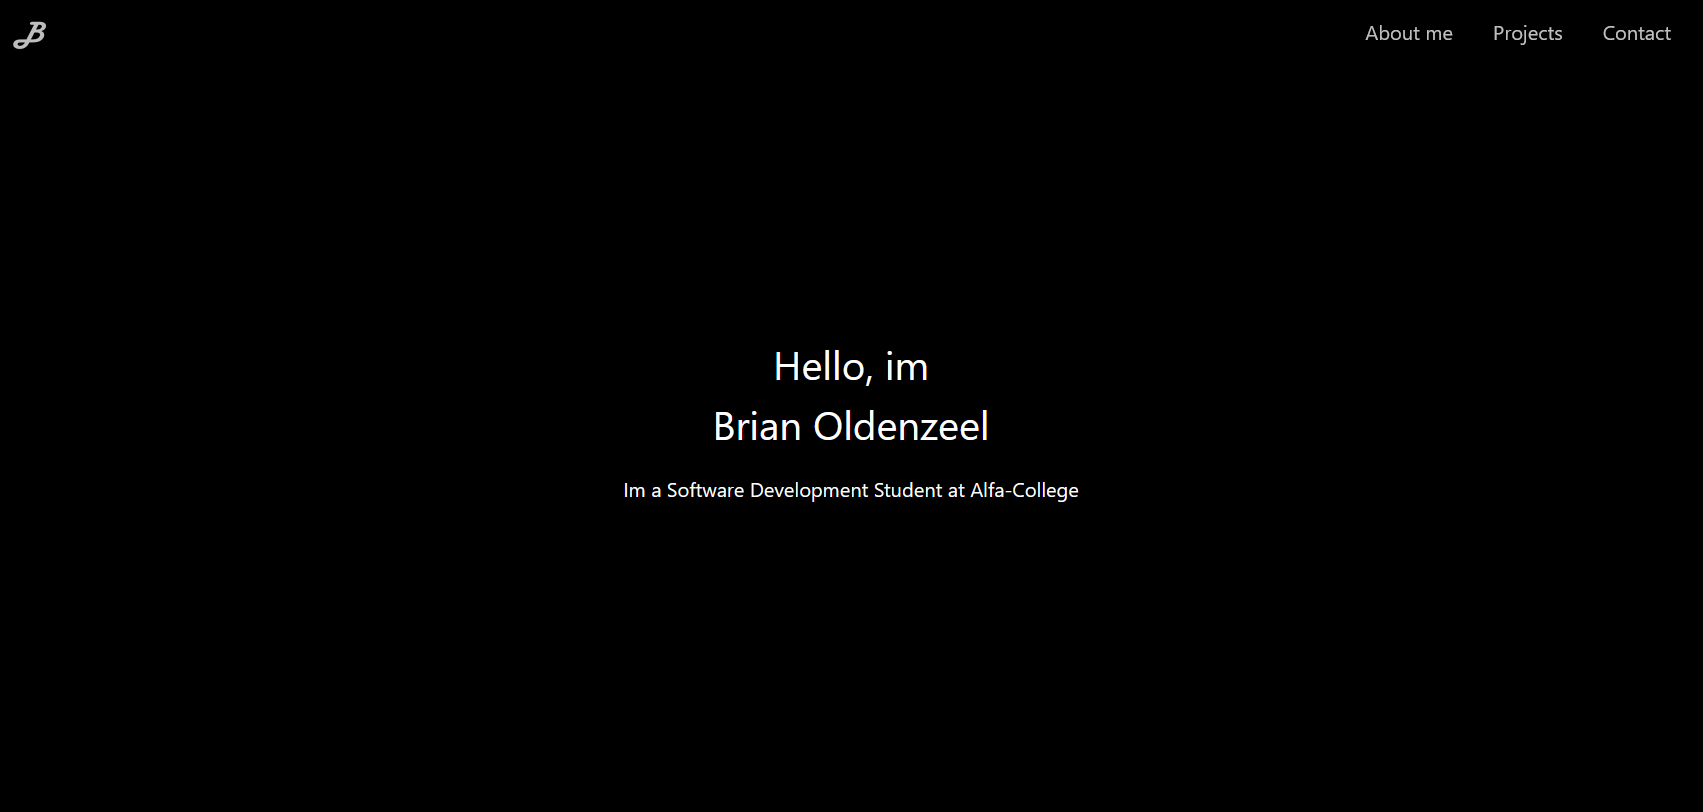 B
About me
Projects
Contact
Hello, im
Brian Oldenzeel
Im a Software Development Student at Alfa-College